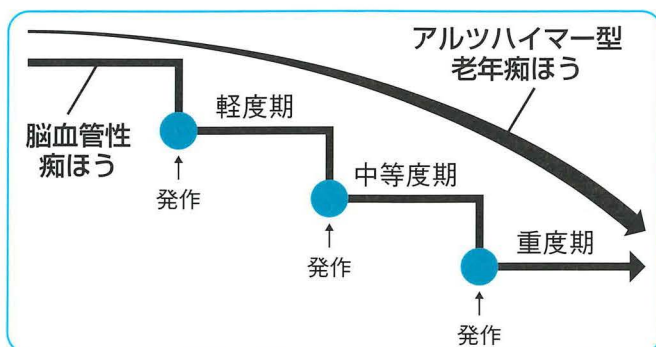 アルツハイマー型
老年痴ほう
脳血管性
痴ほう
軽度期
発作
中等度期
発作
重度期
発作